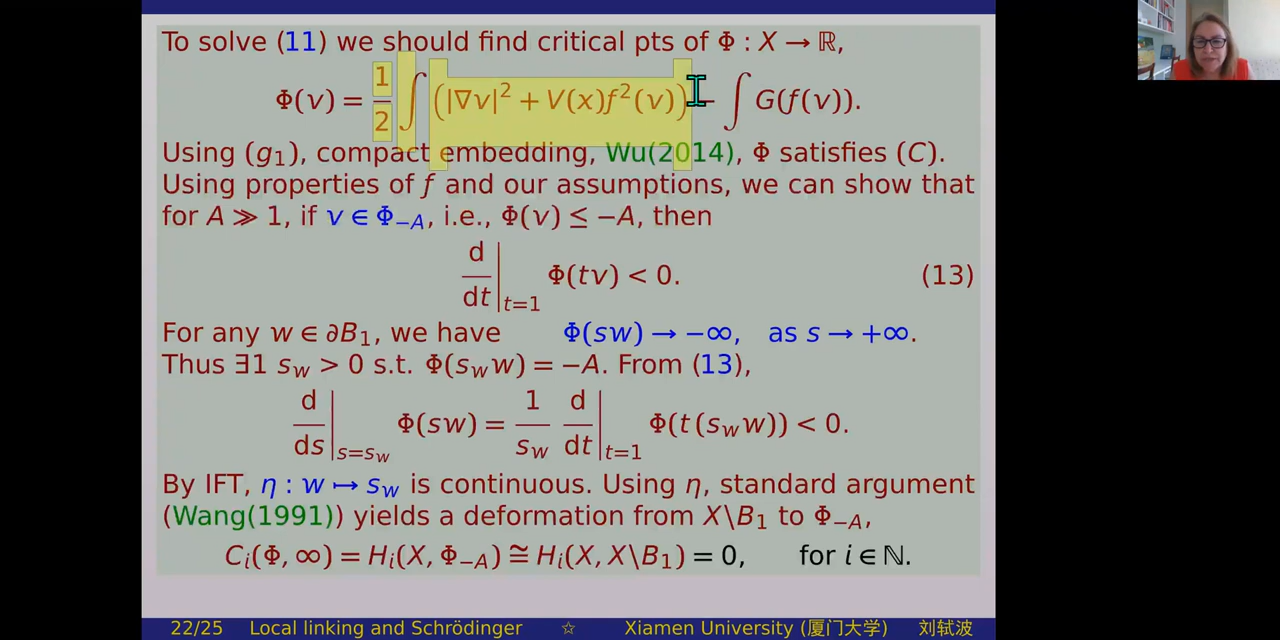 To solve (11) we should find critical pts of Φ : X → ℝ,
Φ(v) = 1/2 ∫ (|∇v|² + V(x)f²(v)) − ∫ G(f(v)).
Using (g₁), compact embedding, Wu(2014), Φ satisfies (C).
Using properties of f and our assumptions, we can show that
for A ≫ 1, if v ∈ Φ₋A, i.e., Φ(v) ≤ −A, then
d/dt|t=1 Φ(tv) < 0. (13)
For any w ∈ ∂B₁, we have Φ(sw) → −∞, as s → +∞.
Thus ∃1 s_w > 0 s.t. Φ(s_w w) = −A. From (13),
d/ds|s=s_w Φ(sw) = 1/s_w d/dt|t=1 Φ(t(s_w w)) < 0.
By IFT, η : w ↦ s_w is continuous. Using η, standard argument
(Wang(1991)) yields a deformation from X\B₁ to Φ₋A,
C_i(Φ, ∞) = H_i(X, Φ₋A) ≅ H_i(X, X\B₁) = 0, for i ∈ ℕ.
22/25 Local linking and Schrödinger ☆ Xiamen University (厦门大学) 刘轼波